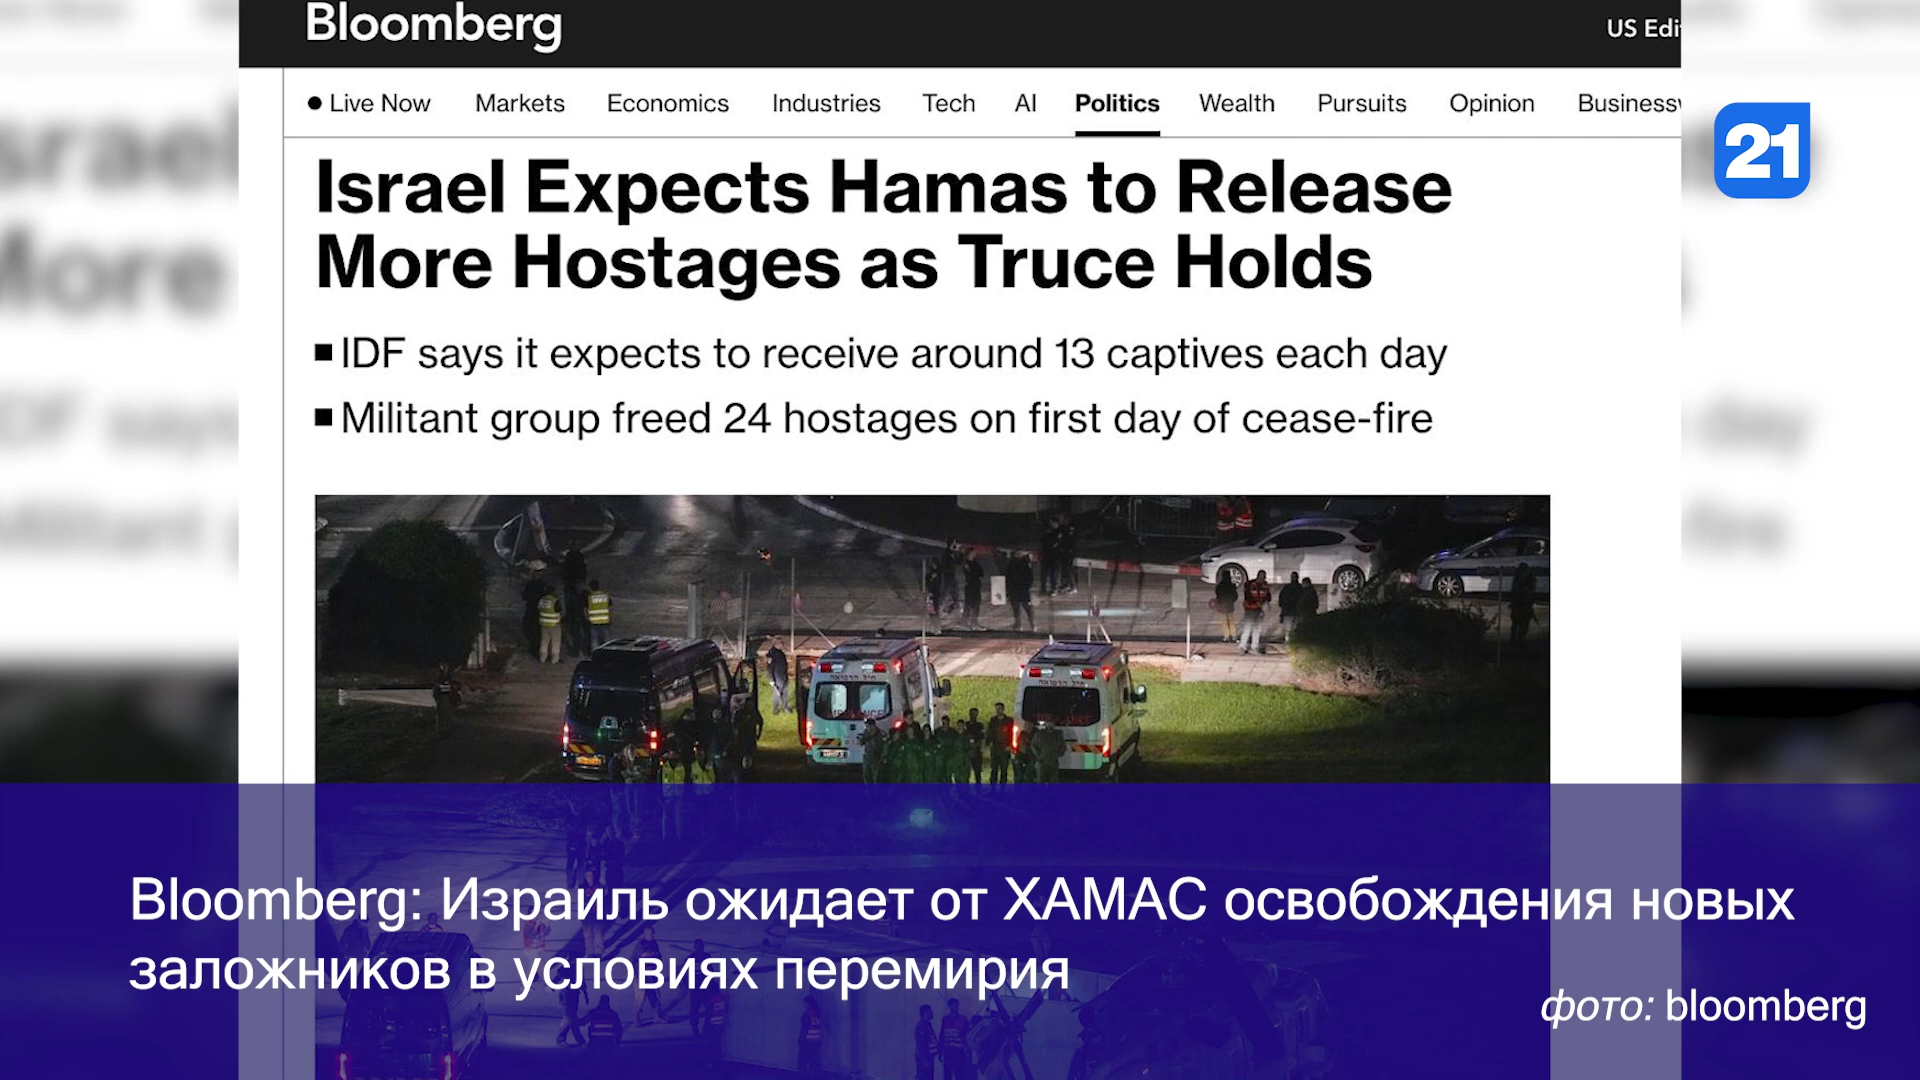 Bloomberg
US Edi
Live Now Markets Economics Industries Tech AI Politics Wealth Pursuits Opinion Businessw
21
Israel Expects Hamas to Release
More Hostages as Truce Holds
IDF says it expects to receive around 13 captives each day
Militant group freed 24 hostages on first day of cease-fire
Bloomberg: Израиль ожидает от ХАМАС освобождения новых
заложников в условиях перемирия
фото: bloomberg